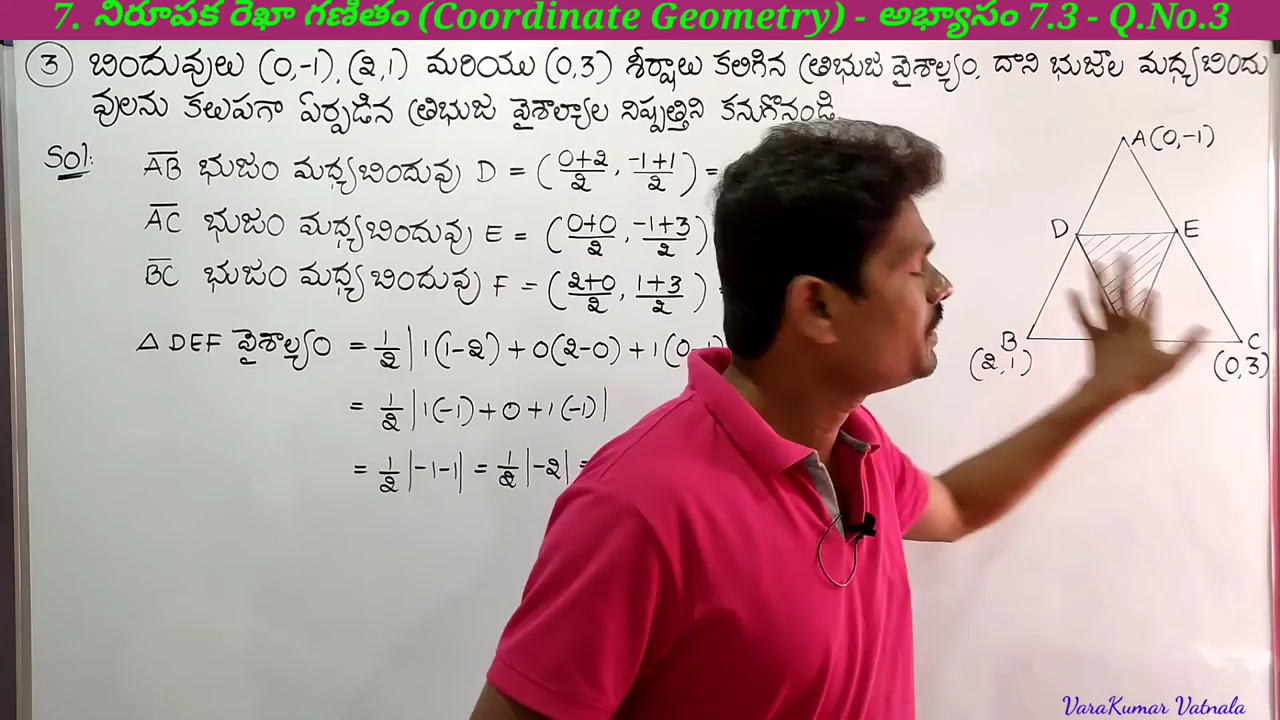 7. నిరూపక రేఖా గణితం (Coordinate Geometry) - అభ్యాసం 7.3 - Q.No.3
3 బిందువులు (0,-1), (2,1) మరియు (0,3) శీర్షాలు కలిగిన త్రిభుజ వైశాల్యం, దాని భుజాల మధ్యబిందు
వులను కలుపగా ఏర్పడిన త్రిభుజ వైశాల్యాల నిష్పత్తిని కనుగొనండి.
Sol: AB భుజం మధ్యబిందువు D = (0+2/2, -1+1/2) =
AC భుజం మధ్యబిందువు E = (0+0/2, -1+3/2)
BC భుజం మధ్యబిందువు F = (2+0/2, 1+3/2)
△ DEF వైశాల్యం = 1/2 |1(1-2) + 0(2-0) + 1(0-1)
= 1/2 |1(-1) + 0 + 1(-1)|
= 1/2 |-1-1| = 1/2 |-2| =
A(0,-1)
D E
B C
(2,1) (0,3)
VaraKumar Vatnala